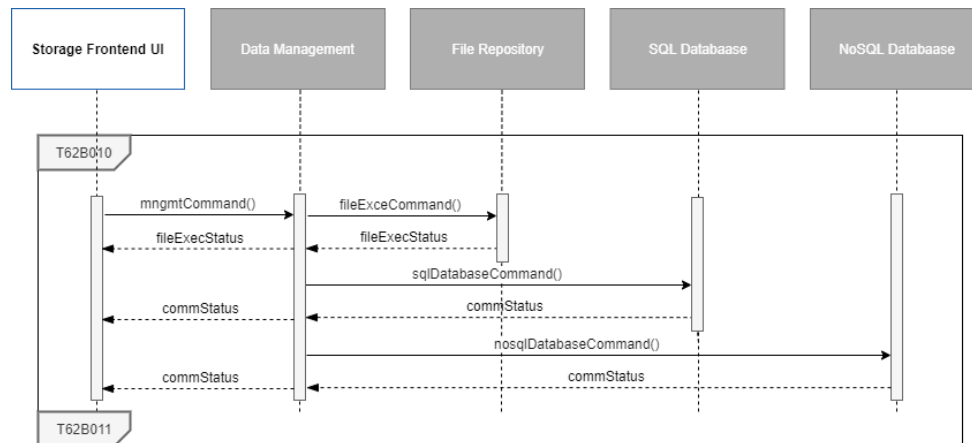 Storage Frontend UI
Data Management
File Repository
SQL Databaase
NoSQL Databaase
T62B010
mngmtCommand()
fileExceCommand()
fileExecStatus
fileExecStatus
sqlDatabaseCommand()
commStatus
commStatus
nosqlDatabaseCommand()
commStatus
commStatus
T62B011